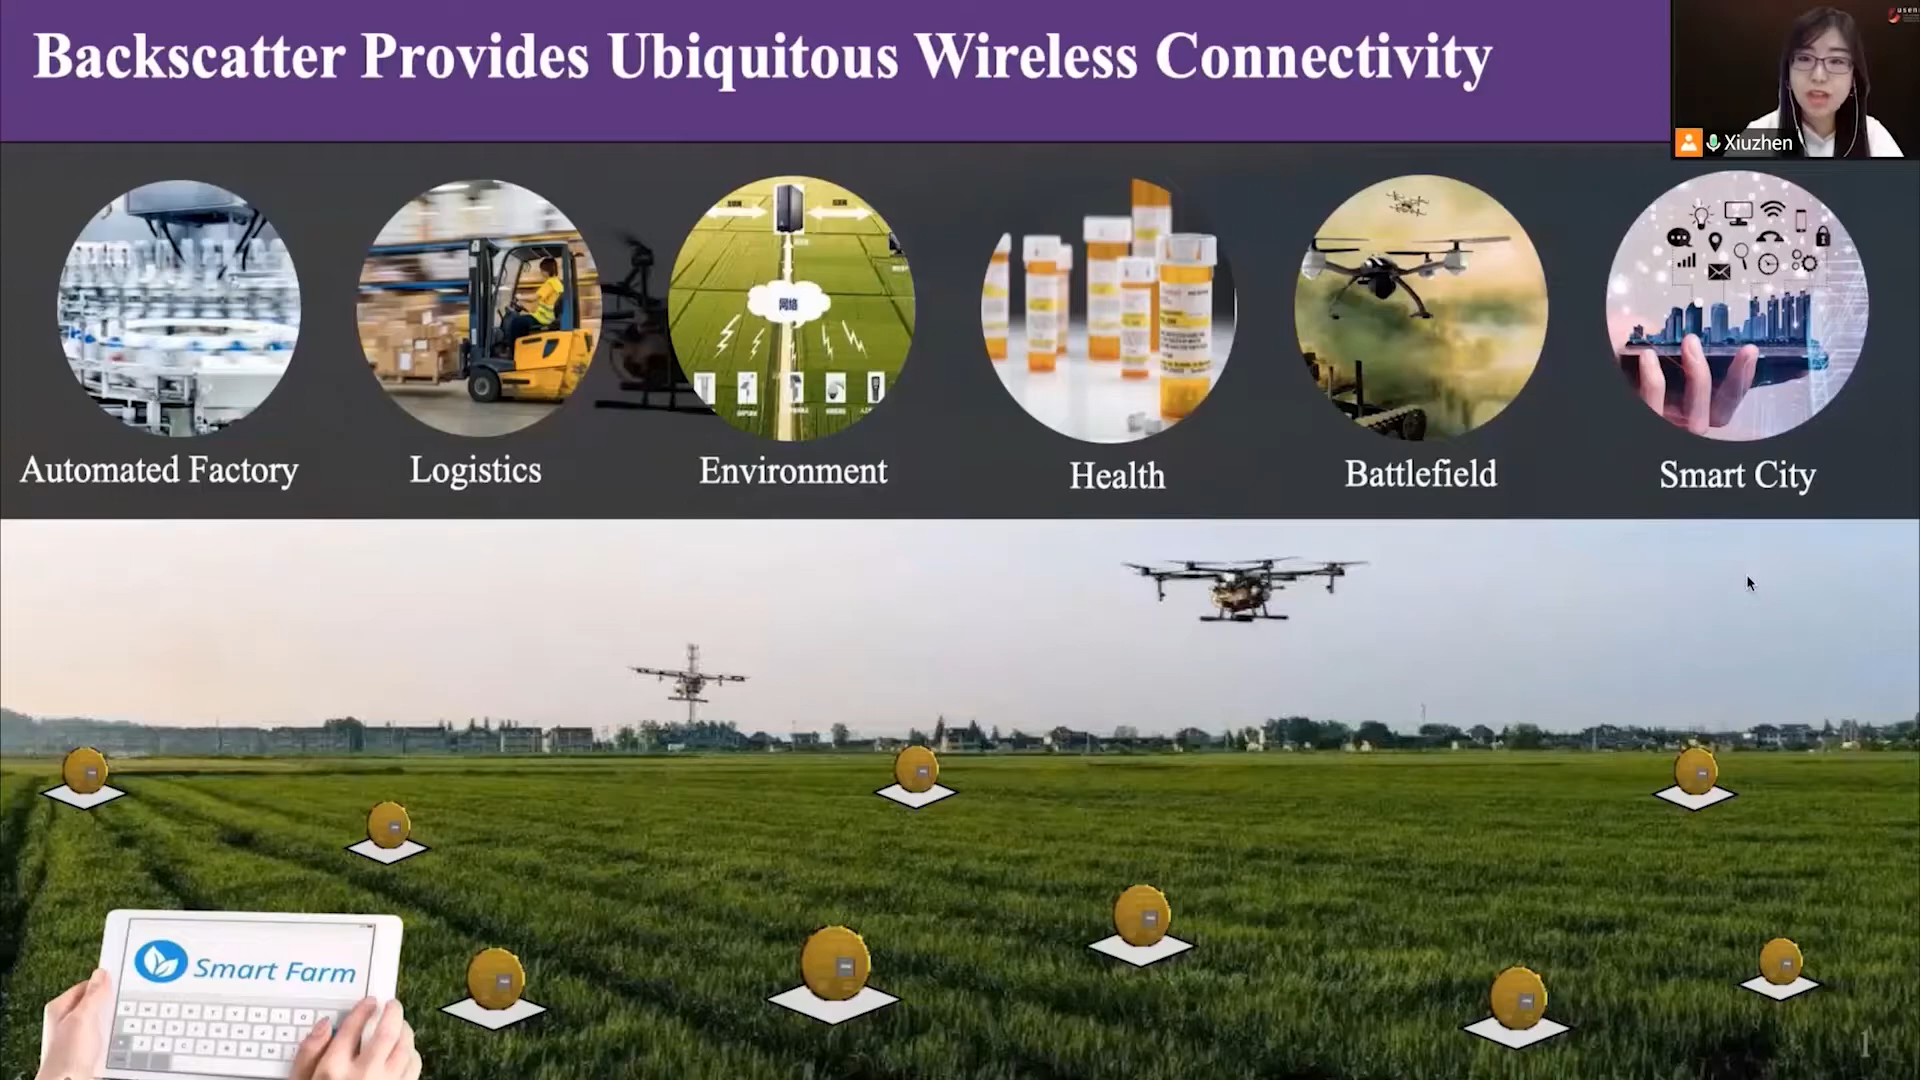 Backscatter Provides Ubiquitous Wireless Connectivity
Xiuzhen
网络
Automated Factory
Logistics
Environment
Health
Battlefield
Smart City
Smart Farm
1